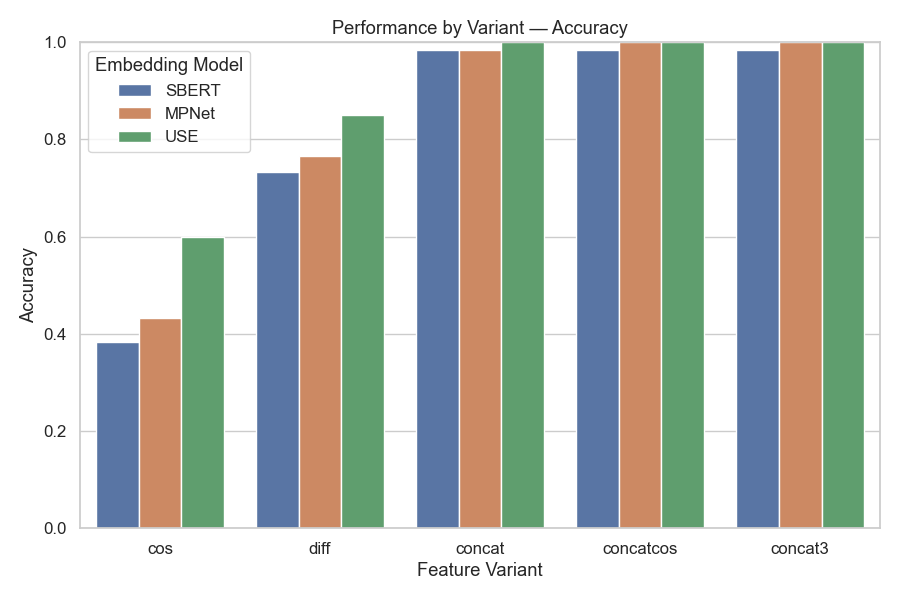 Performance by Variant — Accuracy
Embedding Model
SBERT
MPNet
USE
1.0
0.8
0.6
0.4
0.2
0.0
Accuracy
cos diff concat concatcos concat3
Feature Variant